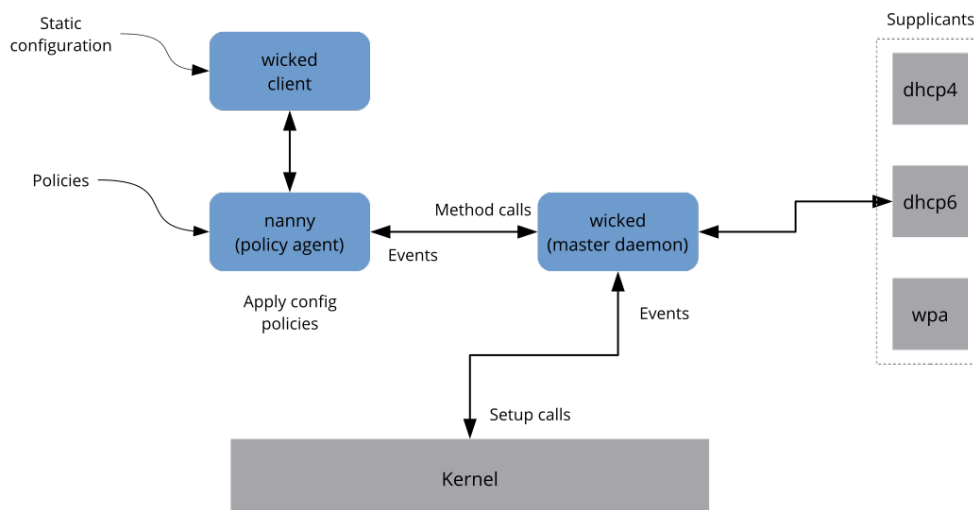 Static
configuration
wicked
client
Supplicants
dhcp4
Policies
nanny
(policy agent)
Method calls
Events
wicked
(master daemon)
dhcp6
Apply config
policies
Events
wpa
Setup calls
Kernel